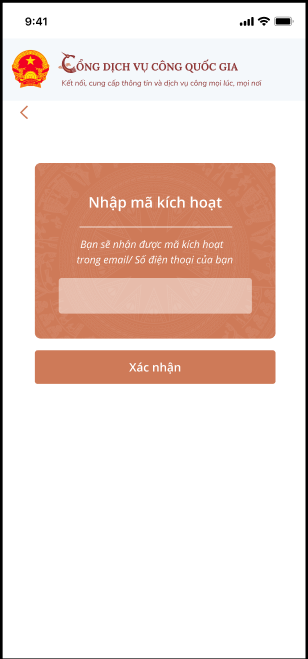 9:41
CỔNG DỊCH VỤ CÔNG QUỐC GIA
Kết nối, cung cấp thông tin và dịch vụ công mọi lúc, mọi nơi
Nhập mã kích hoạt
Bạn sẽ nhận được mã kích hoạt
trong email/ Số điện thoại của bạn
Xác nhận